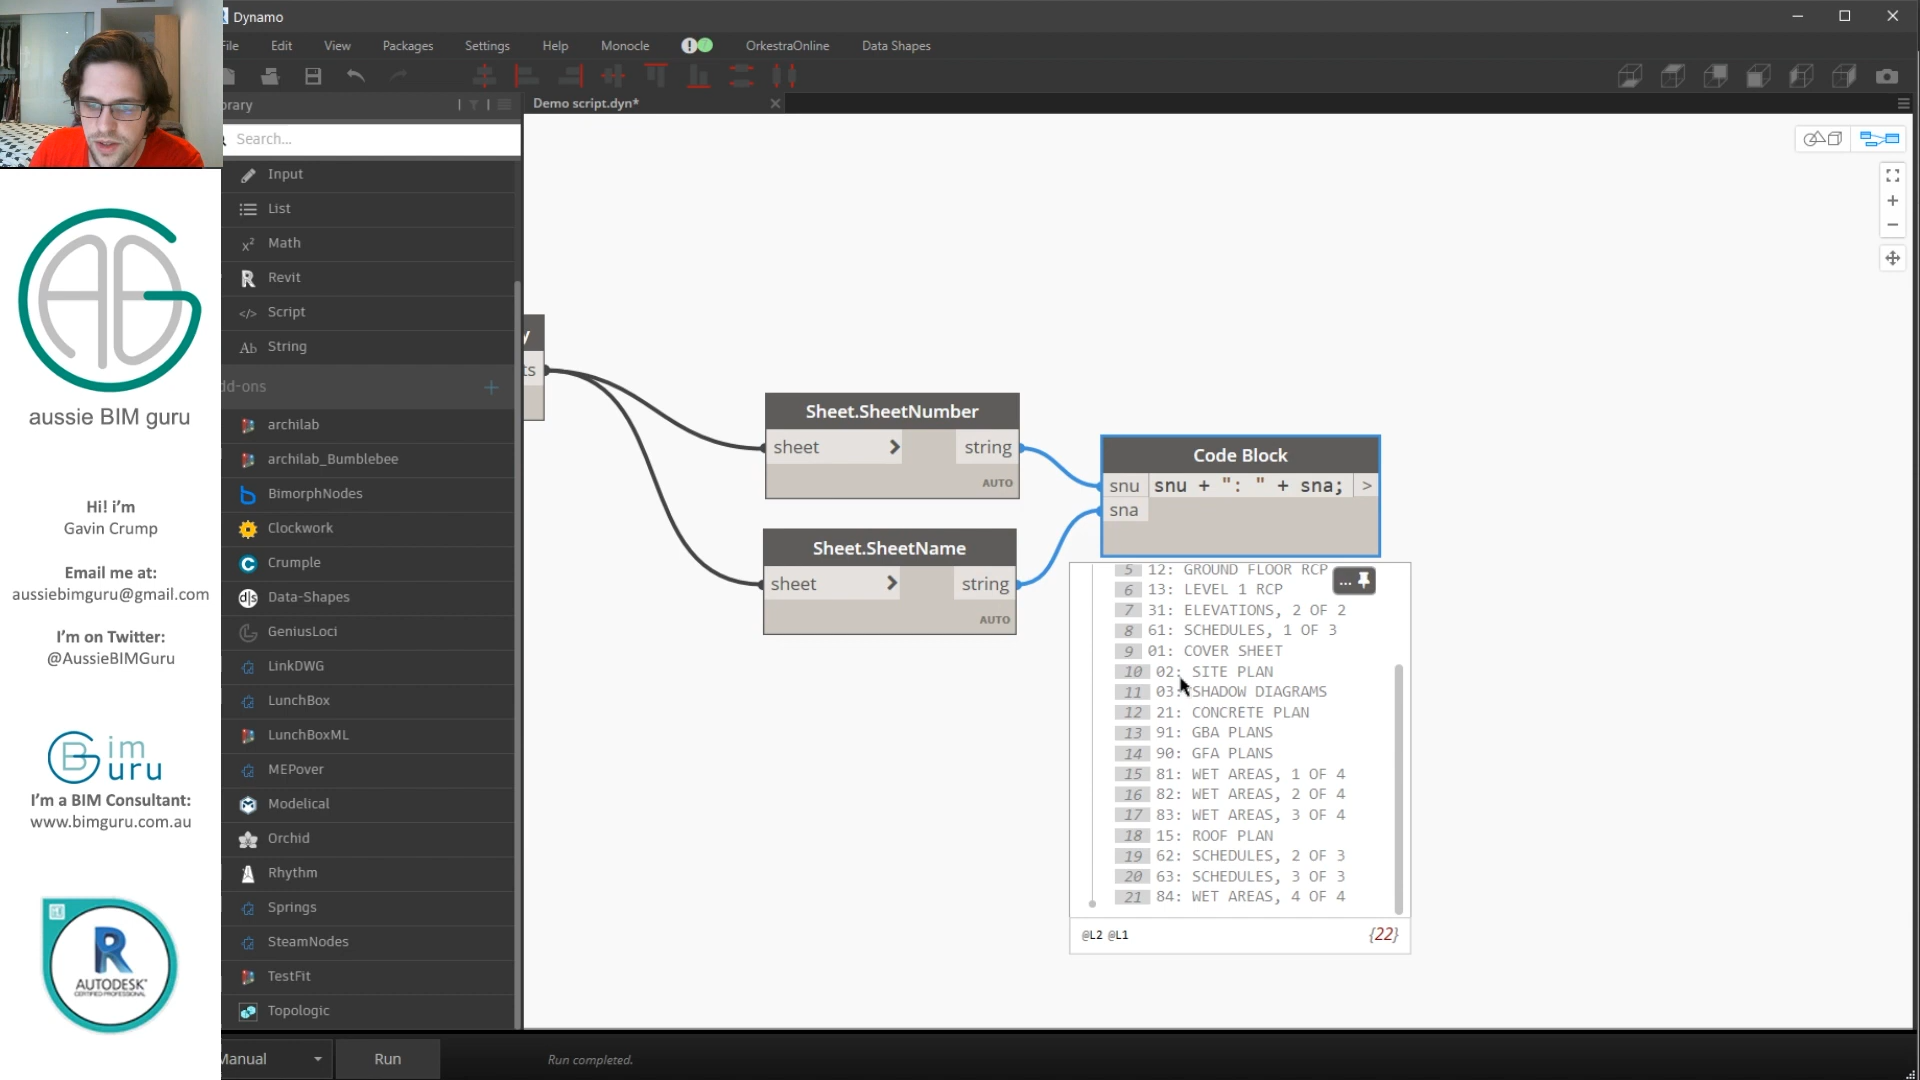 Dynamo
File Edit View Packages Settings Help Monocle OrkestraOnline Data Shapes
brary
Demo script.dyn*
Search...
Input
List
Math
Revit
Script
String
dd-ons
archilab
archilab_Bumblebee
BimorphNodes
Clockwork
Crumple
Data-Shapes
GeniusLoci
LinkDWG
LunchBox
LunchBoxML
MEPover
Modelical
Orchid
Rhythm
Springs
SteamNodes
TestFit
Topologic
Manual
Run
Run completed.
aussie BIM guru
Hi! i'm
Gavin Crump
Email me at:
aussiebimguru@gmail.com
I'm on Twitter:
@AussieBIMGuru
Bim
Guru
I'm a BIM Consultant:
www.bimguru.com.au
R
AUTODESK
CERTIFIED PROFESSIONAL
ts
Sheet.SheetNumber
sheet > string
AUTO
Sheet.SheetName
sheet > string
AUTO
Code Block
snu snu + ": " + sna; >
sna
5 12: GROUND FLOOR RCP
6 13: LEVEL 1 RCP
7 31: ELEVATIONS, 2 OF 2
8 61: SCHEDULES, 1 OF 3
9 01: COVER SHEET
10 02: SITE PLAN
11 03: SHADOW DIAGRAMS
12 21: CONCRETE PLAN
13 91: GBA PLANS
14 90: GFA PLANS
15 81: WET AREAS, 1 OF 4
16 82: WET AREAS, 2 OF 4
17 83: WET AREAS, 3 OF 4
18 15: ROOF PLAN
19 62: SCHEDULES, 2 OF 3
20 63: SCHEDULES, 3 OF 3
21 84: WET AREAS, 4 OF 4
@L2 @L1 {22}